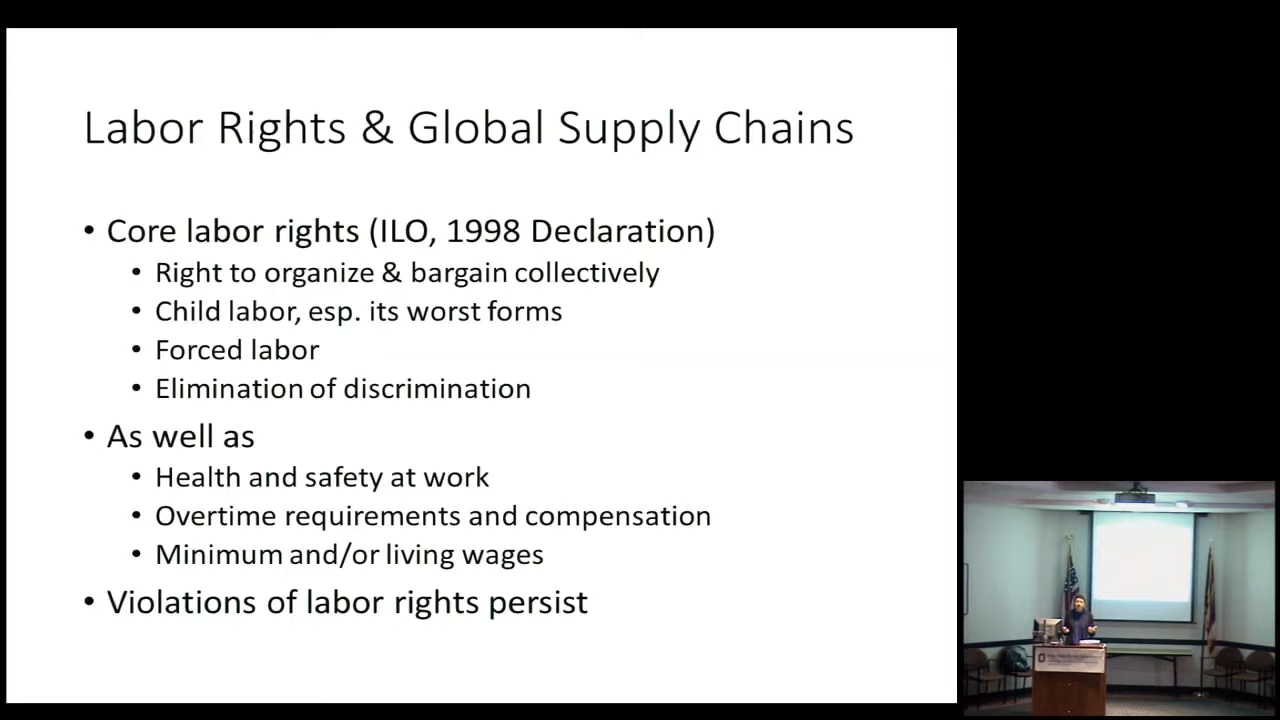 Labor Rights & Global Supply Chains
• Core labor rights (ILO, 1998 Declaration)
• Right to organize & bargain collectively
• Child labor, esp. its worst forms
• Forced labor
• Elimination of discrimination
• As well as
• Health and safety at work
• Overtime requirements and compensation
• Minimum and/or living wages
• Violations of labor rights persist